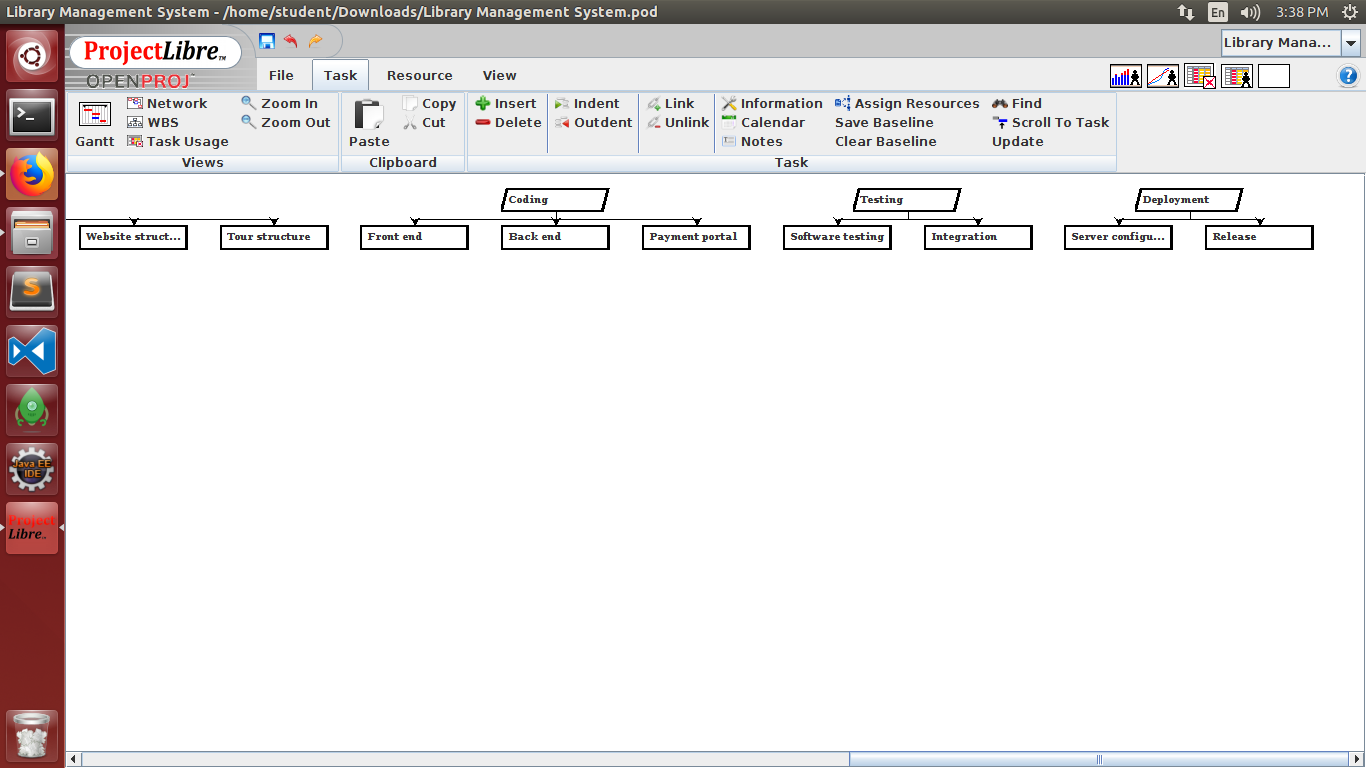 Library Management System - /home/student/Downloads/Library Management System.pod
En
3:38 PM
ProjectLibre™
OPENPROJ
Library Mana...
File Task Resource View
Network Zoom In
WBS Zoom Out
Gantt Task Usage
Views
Copy
Cut
Paste
Clipboard
Insert Indent Link Information Assign Resources Find
Delete Outdent Unlink Calendar Save Baseline Scroll To Task
Notes Clear Baseline Update
Task
Coding Testing Deployment
Website struct... Tour structure Front end Back end Payment portal Software testing Integration Server configu... Release
S
Java EE
IDE
Project
Libre